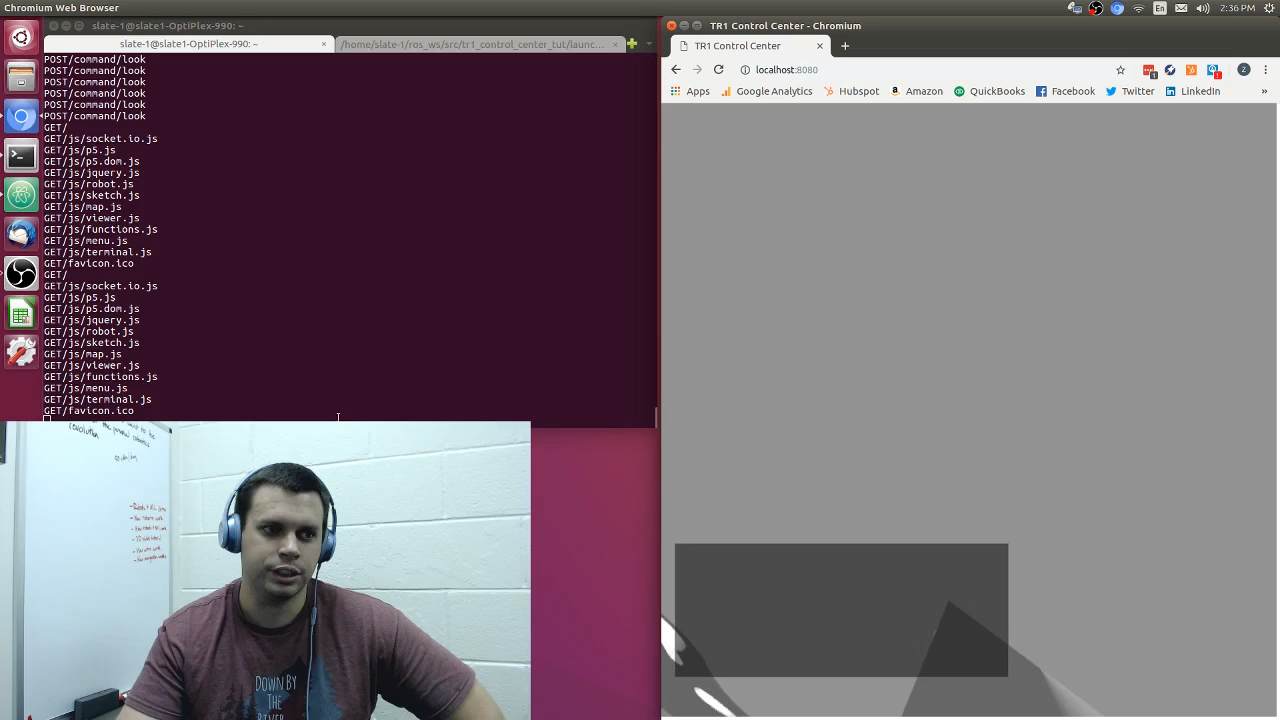 Chromium Web Browser
En
2:36 PM
slate-1@slate1-OptiPlex-990: ~
slate-1@slate1-OptiPlex-990: ~ ×
/home/slate-1/ros_ws/src/tr1_control_center_tut/launc... ×
POST/command/look
POST/command/look
POST/command/look
POST/command/look
POST/command/look
POST/command/look
GET/
GET/js/socket.io.js
GET/js/p5.js
GET/js/p5.dom.js
GET/js/jquery.js
GET/js/robot.js
GET/js/sketch.js
GET/js/map.js
GET/js/viewer.js
GET/js/functions.js
GET/js/menu.js
GET/js/terminal.js
GET/favicon.ico
GET/
GET/js/socket.io.js
GET/js/p5.js
GET/js/p5.dom.js
GET/js/jquery.js
GET/js/robot.js
GET/js/sketch.js
GET/js/map.js
GET/js/viewer.js
GET/js/functions.js
GET/js/menu.js
GET/js/terminal.js
GET/favicon.ico
TR1 Control Center - Chromium
TR1 Control Center
localhost:8080
1
1
Z
Apps Google Analytics Hubspot Amazon QuickBooks Facebook Twitter LinkedIn »
DOWN BY
THE
RIVER